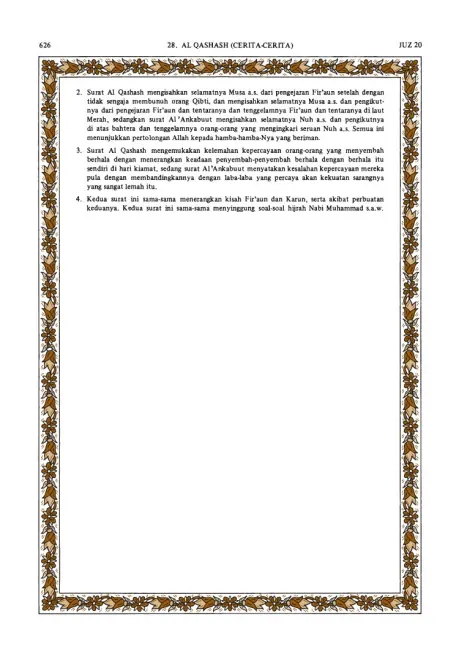 626 28. AL QASHASH (CERITA-CERITA) JUZ 20
2. Surat Al Qashash mengisahkan selamatnya Musa a.s. dari pengejaran Fir'aun setelah dengan
tidak sengaja membunuh orang Qibti, dan mengisahkan selamatnya Musa a.s. dan pengikut-
nya dari pengejaran Fir'aun dan tentaranya dan tenggelamnya Fir'aun dan tentaranya di laut
Merah, sedangkan surat Al 'Ankabuut mengisahkan selamatnya Nuh a.s. dan pengikutnya
di atas bahtera dan tenggelamnya orang-orang yang mengingkari seruan Nuh a.s. Semua ini
menunjukkan pertolongan Allah kepada hamba-hamba-Nya yang beriman.
3. Surat Al Qashash mengemukakan kelemahan kepercayaan orang-orang yang menyembah
berhala dengan menerangkan keadaan penyembah-penyembah berhala dengan berhala itu
sendiri di hari kiamat, sedang surat Al 'Ankabuut menyatakan kesalahan kepercayaan mereka
pula dengan membandingkannya dengan laba-laba yang percaya akan kekuatan sarangnya
yang sangat lemah itu.
4. Kedua surat ini sama-sama menerangkan kisah Fir'aun dan Karun, serta akibat perbuatan
keduanya. Kedua surat ini sama-sama menyinggung soal-soal hijrah Nabi Muhammad s.a.w.